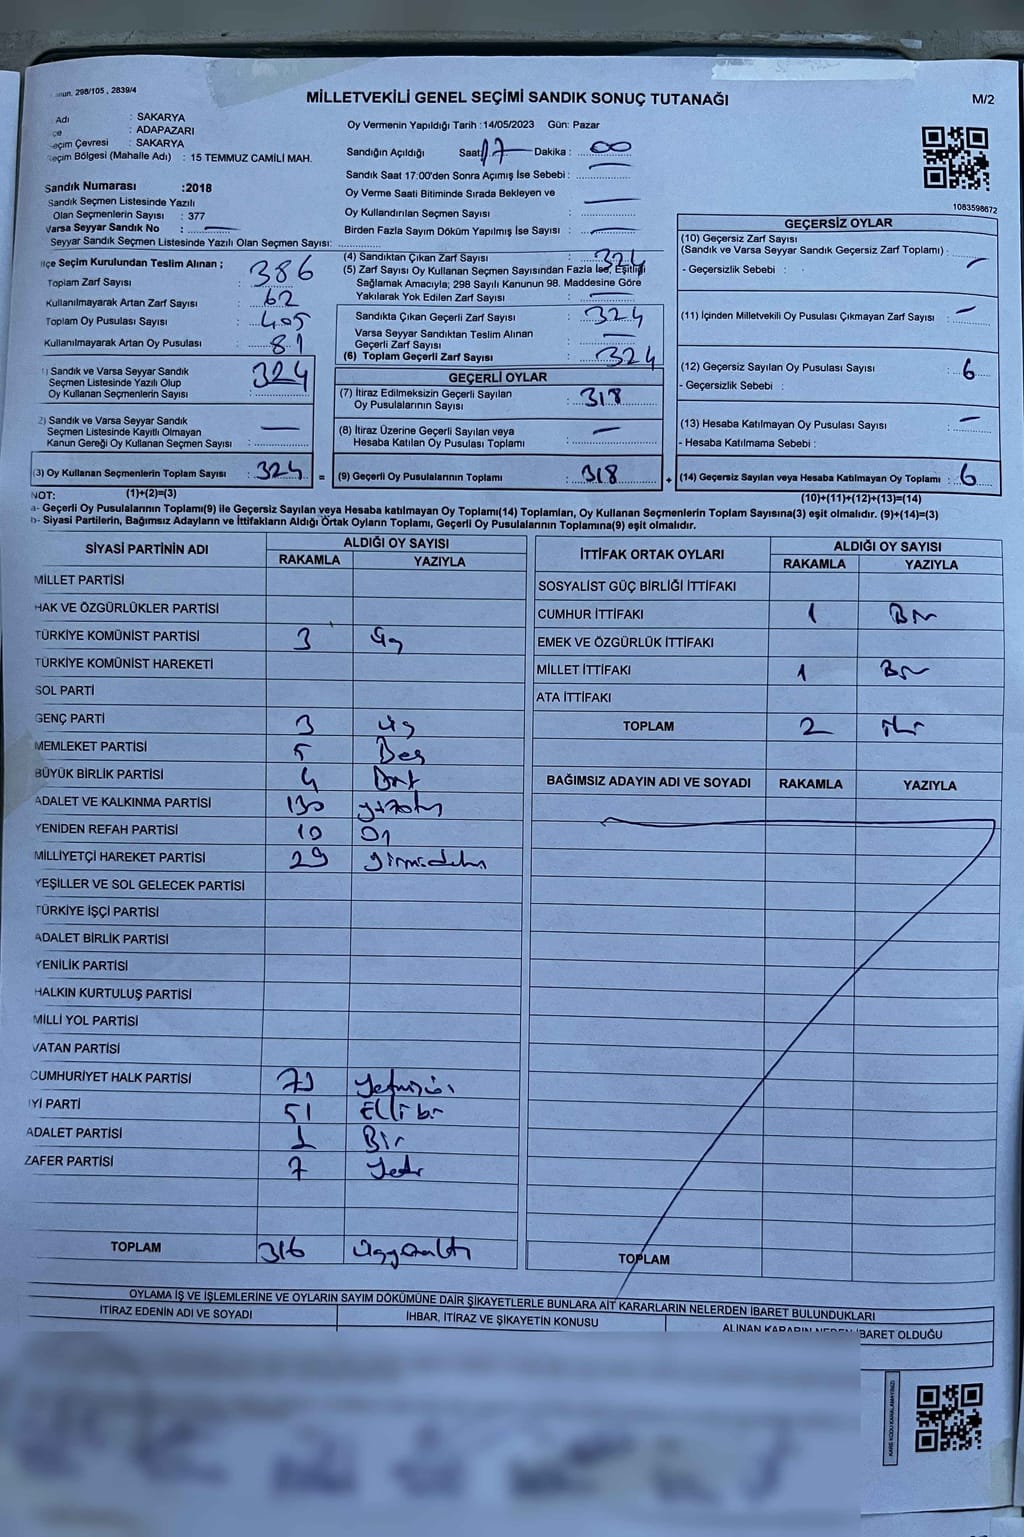 298/105 , 2839/4
MİLLETVEKİLİ GENEL SEÇİMİ SANDIK SONUÇ TUTANAĞI
M/2
Adı : SAKARYA
: ADAPAZARI
Seçim Çevresi : SAKARYA
Seçim Bölgesi (Mahalle Adı) : 15 TEMMUZ CAMİLİ MAH.
Oy Vermenin Yapıldığı Tarih :14/05/2023 Gün: Pazar
Sandığın Açıldığı Saat 17 Dakika : 00
Sandık Saat 17:00'den Sonra Açımış İse Sebebi :
Oy Verme Saati Bitiminde Sırada Bekleyen ve
Oy Kullandırılan Seçmen Sayısı :
Birden Fazla Sayım Döküm Yapılmış İse Sayısı :
Sandık Numarası :2018
Sandık Seçmen Listesinde Yazılı
Olan Seçmenlerin Sayısı : 377
Varsa Seyyar Sandık No :
Seyyar Sandık Seçmen Listesinde Yazılı Olan Seçmen Sayısı:
1083598672
İlçe Seçim Kurulundan Teslim Alınan ;
Toplam Zarf Sayısı : 386
Kullanılmayarak Artan Zarf Sayısı : 62
Toplam Oy Pusulası Sayısı : 405
Kullanılmayarak Artan Oy Pusulası : 81
1) Sandık ve Varsa Seyyar Sandık
Seçmen Listesinde Yazılı Olup
Oy Kullanan Seçmenlerin Sayısı : 324
2) Sandık ve Varsa Seyyar Sandık
Seçmen Listesinde Kayıtlı Olmayan
Kanun Gereği Oy Kullanan Seçmen Sayısı :
(3) Oy Kullanan Seçmenlerin Toplam Sayısı : 324 =
(4) Sandıktan Çıkan Zarf Sayısı : 324
(5) Zarf Sayısı Oy Kullanan Seçmen Sayısından Fazla İse, Eşitliği
Sağlamak Amacıyla; 298 Sayılı Kanunun 98. Maddesine Göre
Yakılarak Yok Edilen Zarf Sayısı :
Sandıkta Çıkan Geçerli Zarf Sayısı : 324
Varsa Seyyar Sandıktan Teslim Alınan
Geçerli Zarf Sayısı :
(6) Toplam Geçerli Zarf Sayısı : 324
GEÇERLİ OYLAR
(7) İtiraz Edilmeksizin Geçerli Sayılan
Oy Pusulalarının Sayısı : 318
(8) İtiraz Üzerine Geçerli Sayılan veya
Hesaba Katılan Oy Pusulası Toplamı :
(9) Geçerli Oy Pusulalarının Toplamı : 318 +
GEÇERSİZ OYLAR
(10) Geçersiz Zarf Sayısı
(Sandık ve Varsa Seyyar Sandık Geçersiz Zarf Toplamı) :
- Geçersizlik Sebebi :
(11) İçinden Milletvekili Oy Pusulası Çıkmayan Zarf Sayısı :
(12) Geçersiz Sayılan Oy Pusulası Sayısı : 6
- Geçersizlik Sebebi :
(13) Hesaba Katılmayan Oy Pusulası Sayısı :
- Hesaba Katılmama Sebebi :
(14) Geçersiz Sayılan veya Hesaba Katılmayan Oy Toplamı : 6
NOT: (1)+(2)=(3)
(10)+(11)+(12)+(13)=(14)
a- Geçerli Oy Pusulalarının Toplamı(9) ile Geçersiz Sayılan veya Hesaba katılmayan Oy Toplamı(14) Toplamları, Oy Kullanan Seçmenlerin Toplam Sayısına(3) eşit olmalıdır. (9)+(14)=(3)
b- Siyasi Partilerin, Bağımsız Adayların ve İttifakların Aldığı Ortak Oyların Toplamı, Geçerli Oy Pusulalarının Toplamına(9) eşit olmalıdır.
SİYASİ PARTİNİN ADI ALDIĞI OY SAYISI
RAKAMLA YAZIYLA
MİLLET PARTİSİ
HAK VE ÖZGÜRLÜKLER PARTİSİ
TÜRKİYE KOMÜNİST PARTİSİ 3 Üç
TÜRKİYE KOMÜNİST HAREKETİ
SOL PARTİ
GENÇ PARTİ 3 üç
MEMLEKET PARTİSİ 5 Beş
BÜYÜK BİRLİK PARTİSİ 4 Dört
ADALET VE KALKINMA PARTİSİ 130 yüzotuz
YENİDEN REFAH PARTİSİ 10 On
MİLLİYETÇİ HAREKET PARTİSİ 29 yirmidokuz
YEŞİLLER VE SOL GELECEK PARTİSİ
TÜRKİYE İŞÇİ PARTİSİ
ADALET BİRLİK PARTİSİ
YENİLİK PARTİSİ
HALKIN KURTULUŞ PARTİSİ
MİLLİ YOL PARTİSİ
VATAN PARTİSİ
CUMHURİYET HALK PARTİSİ 73
İYİ PARTİ 51 Elli bir
ADALET PARTİSİ 1 Bir
ZAFER PARTİSİ 7 Yedi
TOPLAM 316 üçyüzonaltı
İTTİFAK ORTAK OYLARI ALDIĞI OY SAYISI
RAKAMLA YAZIYLA
SOSYALİST GÜÇ BİRLİĞİ İTTİFAKI
CUMHUR İTTİFAKI 1 Bir
EMEK VE ÖZGÜRLÜK İTTİFAKI
MİLLET İTTİFAKI 1 Bir
ATA İTTİFAKI
TOPLAM 2 iki
BAĞIMSIZ ADAYIN ADI VE SOYADI RAKAMLA YAZIYLA
TOPLAM
OYLAMA İŞ VE İŞLEMLERİNE VE OYLARIN SAYIM DÖKÜMÜNE DAİR ŞİKAYETLERLE BUNLARA AİT KARARLARIN NELERDEN İBARET BULUNDUKLARI
İTİRAZ EDENİN ADI VE SOYADI İHBAR, İTİRAZ VE ŞİKAYETİN KONUSU ALINAN KARARIN NEDEN İBARET OLDUĞU